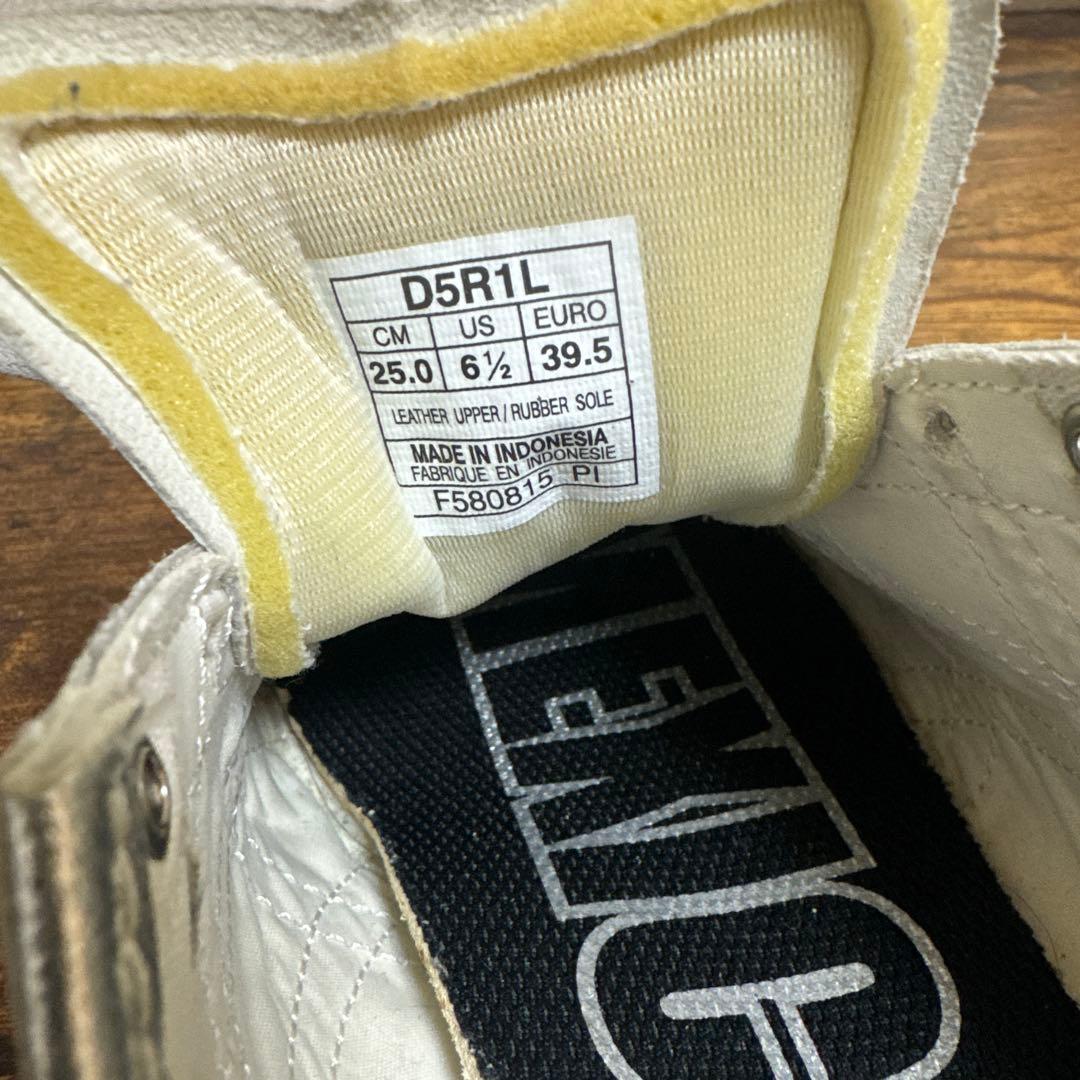 D5R1L
CM US EURO
25.0 6½ 39.5
LEATHER UPPER / RUBBER SOLE
MADE IN INDONESIA
FABRIQUE EN INDONESIE
F580815 PI